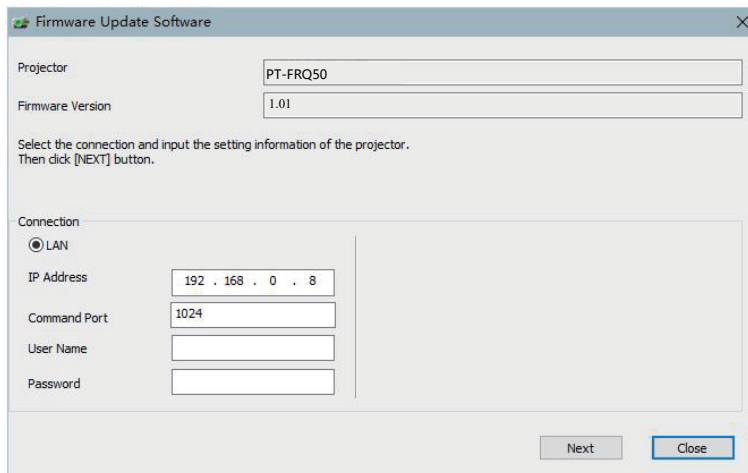 Firmware Update Software
Projector PT-FRQ50
Firmware Version 1.01
Select the connection and input the setting information of the projector.
Then click [NEXT] button.
Connection
LAN
IP Address 192 . 168 . 0 . 8
Command Port 1024
User Name
Password
Next Close